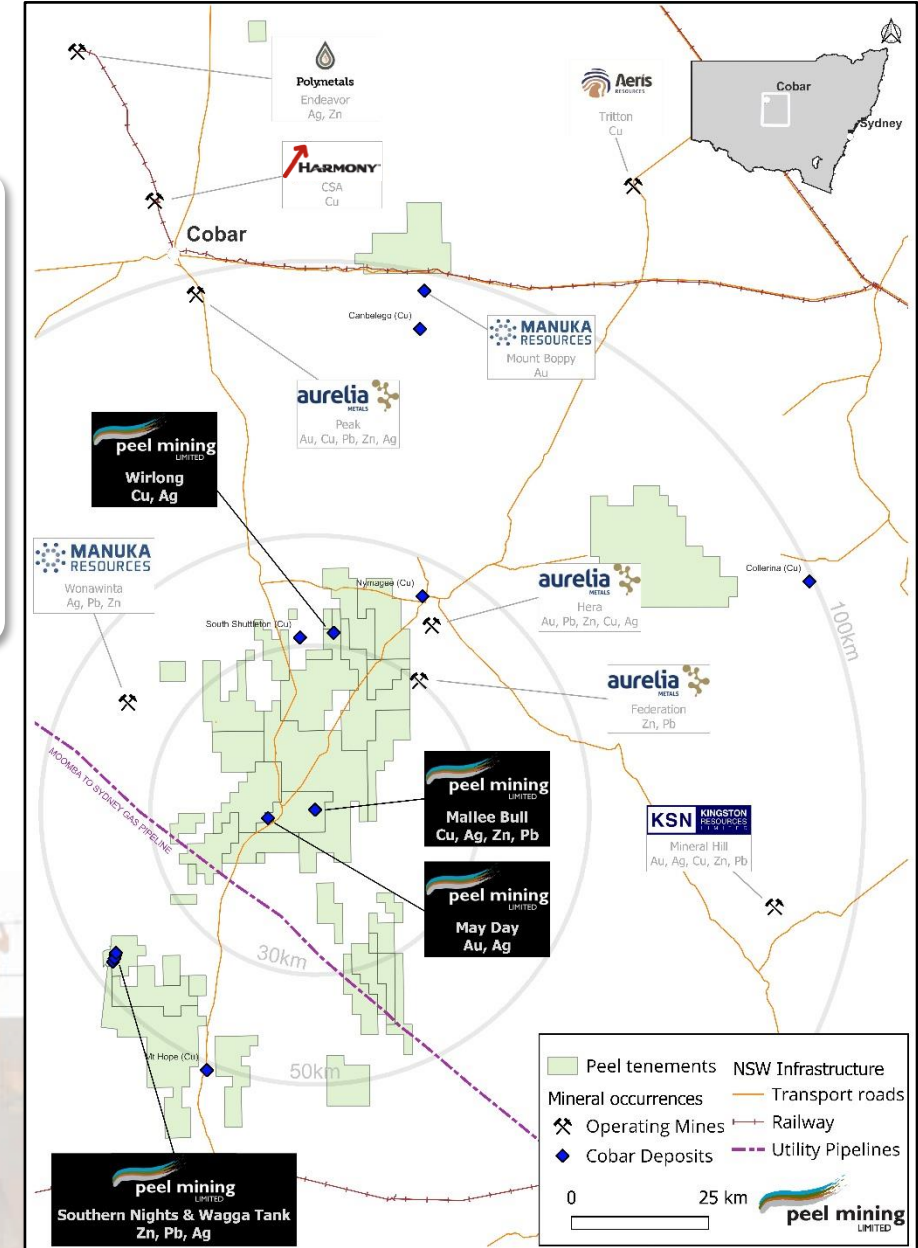 Polymetals
Endeavor
Ag, Zn
HARMONY™
CSA
Cu
Aeris
RESOURCES
Tritton
Cu
Cobar
Sydney
Cobar
Canbelego (Cu)
MANUKA
RESOURCES
Mount Boppy
Au
aurelia
METALS
Peak
Au, Cu, Pb, Zn, Ag
peel mining
LIMITED
Wirlong
Cu, Ag
MANUKA
RESOURCES
Wonawinta
Ag, Pb, Zn
Nymagee (Cu)
South Shuttleton (Cu)
aurelia
METALS
Hera
Au, Pb, Zn, Cu, Ag
Collerina (Cu)
100km
aurelia
METALS
Federation
Zn, Pb
MOOMBA TO SYDNEY GAS PIPELINE
peel mining
LIMITED
Mallee Bull
Cu, Ag, Zn, Pb
KSN KINGSTON
RESOURCES
LIMITED
Mineral Hill
Au, Ag, Cu, Zn, Pb
peel mining
LIMITED
May Day
Au, Ag
30km
Mt Hope (Cu)
50km
peel mining
LIMITED
Southern Nights & Wagga Tank
Zn, Pb, Ag
Peel tenements
Mineral occurrences
Operating Mines
Cobar Deposits
NSW Infrastructure
Transport roads
Railway
Utility Pipelines
0 25 km
peel mining
LIMITED